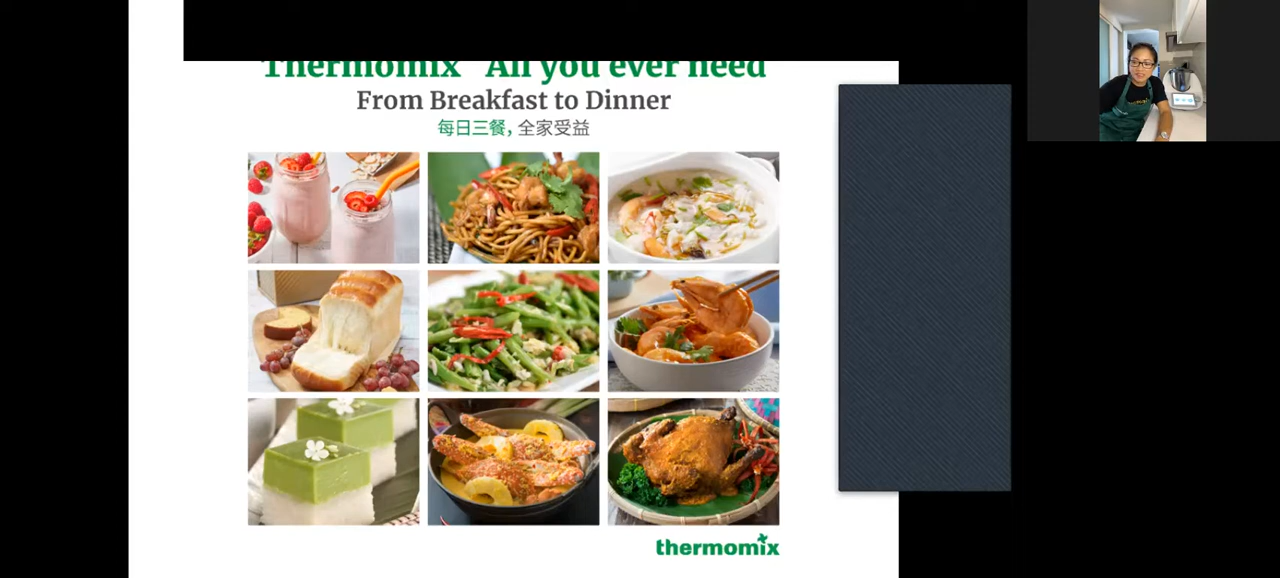 Thermomix All you ever need
From Breakfast to Dinner
每日三餐，全家受益
thermomix